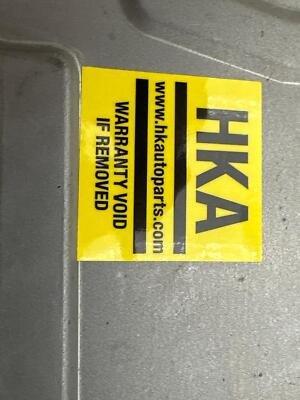 HKA
www.hkautoparts.com
WARRANTY VOID
IF REMOVED